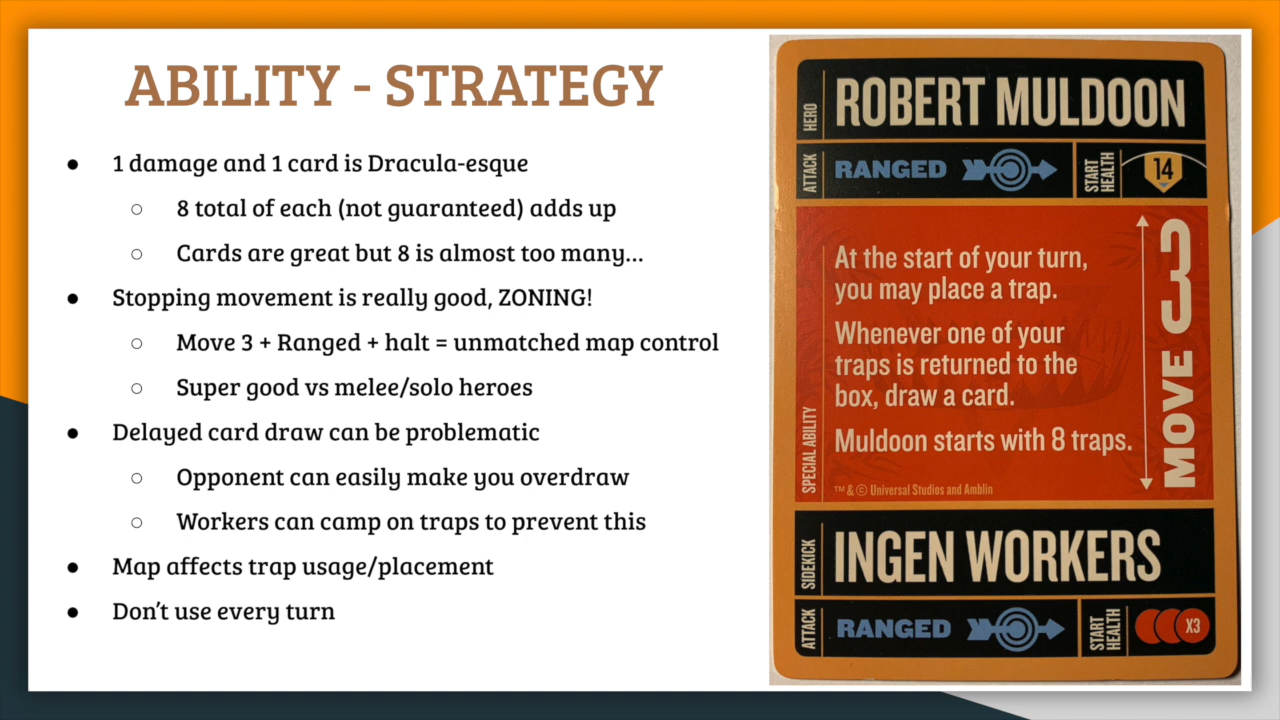 ABILITY - STRATEGY
● 1 damage and 1 card is Dracula-esque
○ 8 total of each (not guaranteed) adds up
○ Cards are great but 8 is almost too many...
● Stopping movement is really good, ZONING!
○ Move 3 + Ranged + halt = unmatched map control
○ Super good vs melee/solo heroes
● Delayed card draw can be problematic
○ Opponent can easily make you overdraw
○ Workers can camp on traps to prevent this
● Map affects trap usage/placement
● Don't use every turn
HERO
ROBERT MULDOON
ATTACK
RANGED
START
HEALTH
14
SPECIAL ABILITY
At the start of your turn,
you may place a trap.
Whenever one of your
traps is returned to the
box, draw a card.
Muldoon starts with 8 traps.
™ & © Universal Studios and Amblin
MOVE 3
SIDEKICK
INGEN WORKERS
ATTACK
RANGED
START
HEALTH
X3